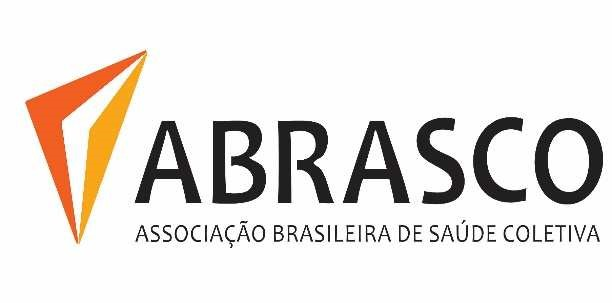 ABRASCO
ASSOCIAÇÃO BRASILEIRA DE SAÚDE COLETIVA